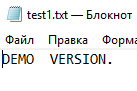 test1.txt — Блокнот
Файл Правка Форма
DEMO VERSION.